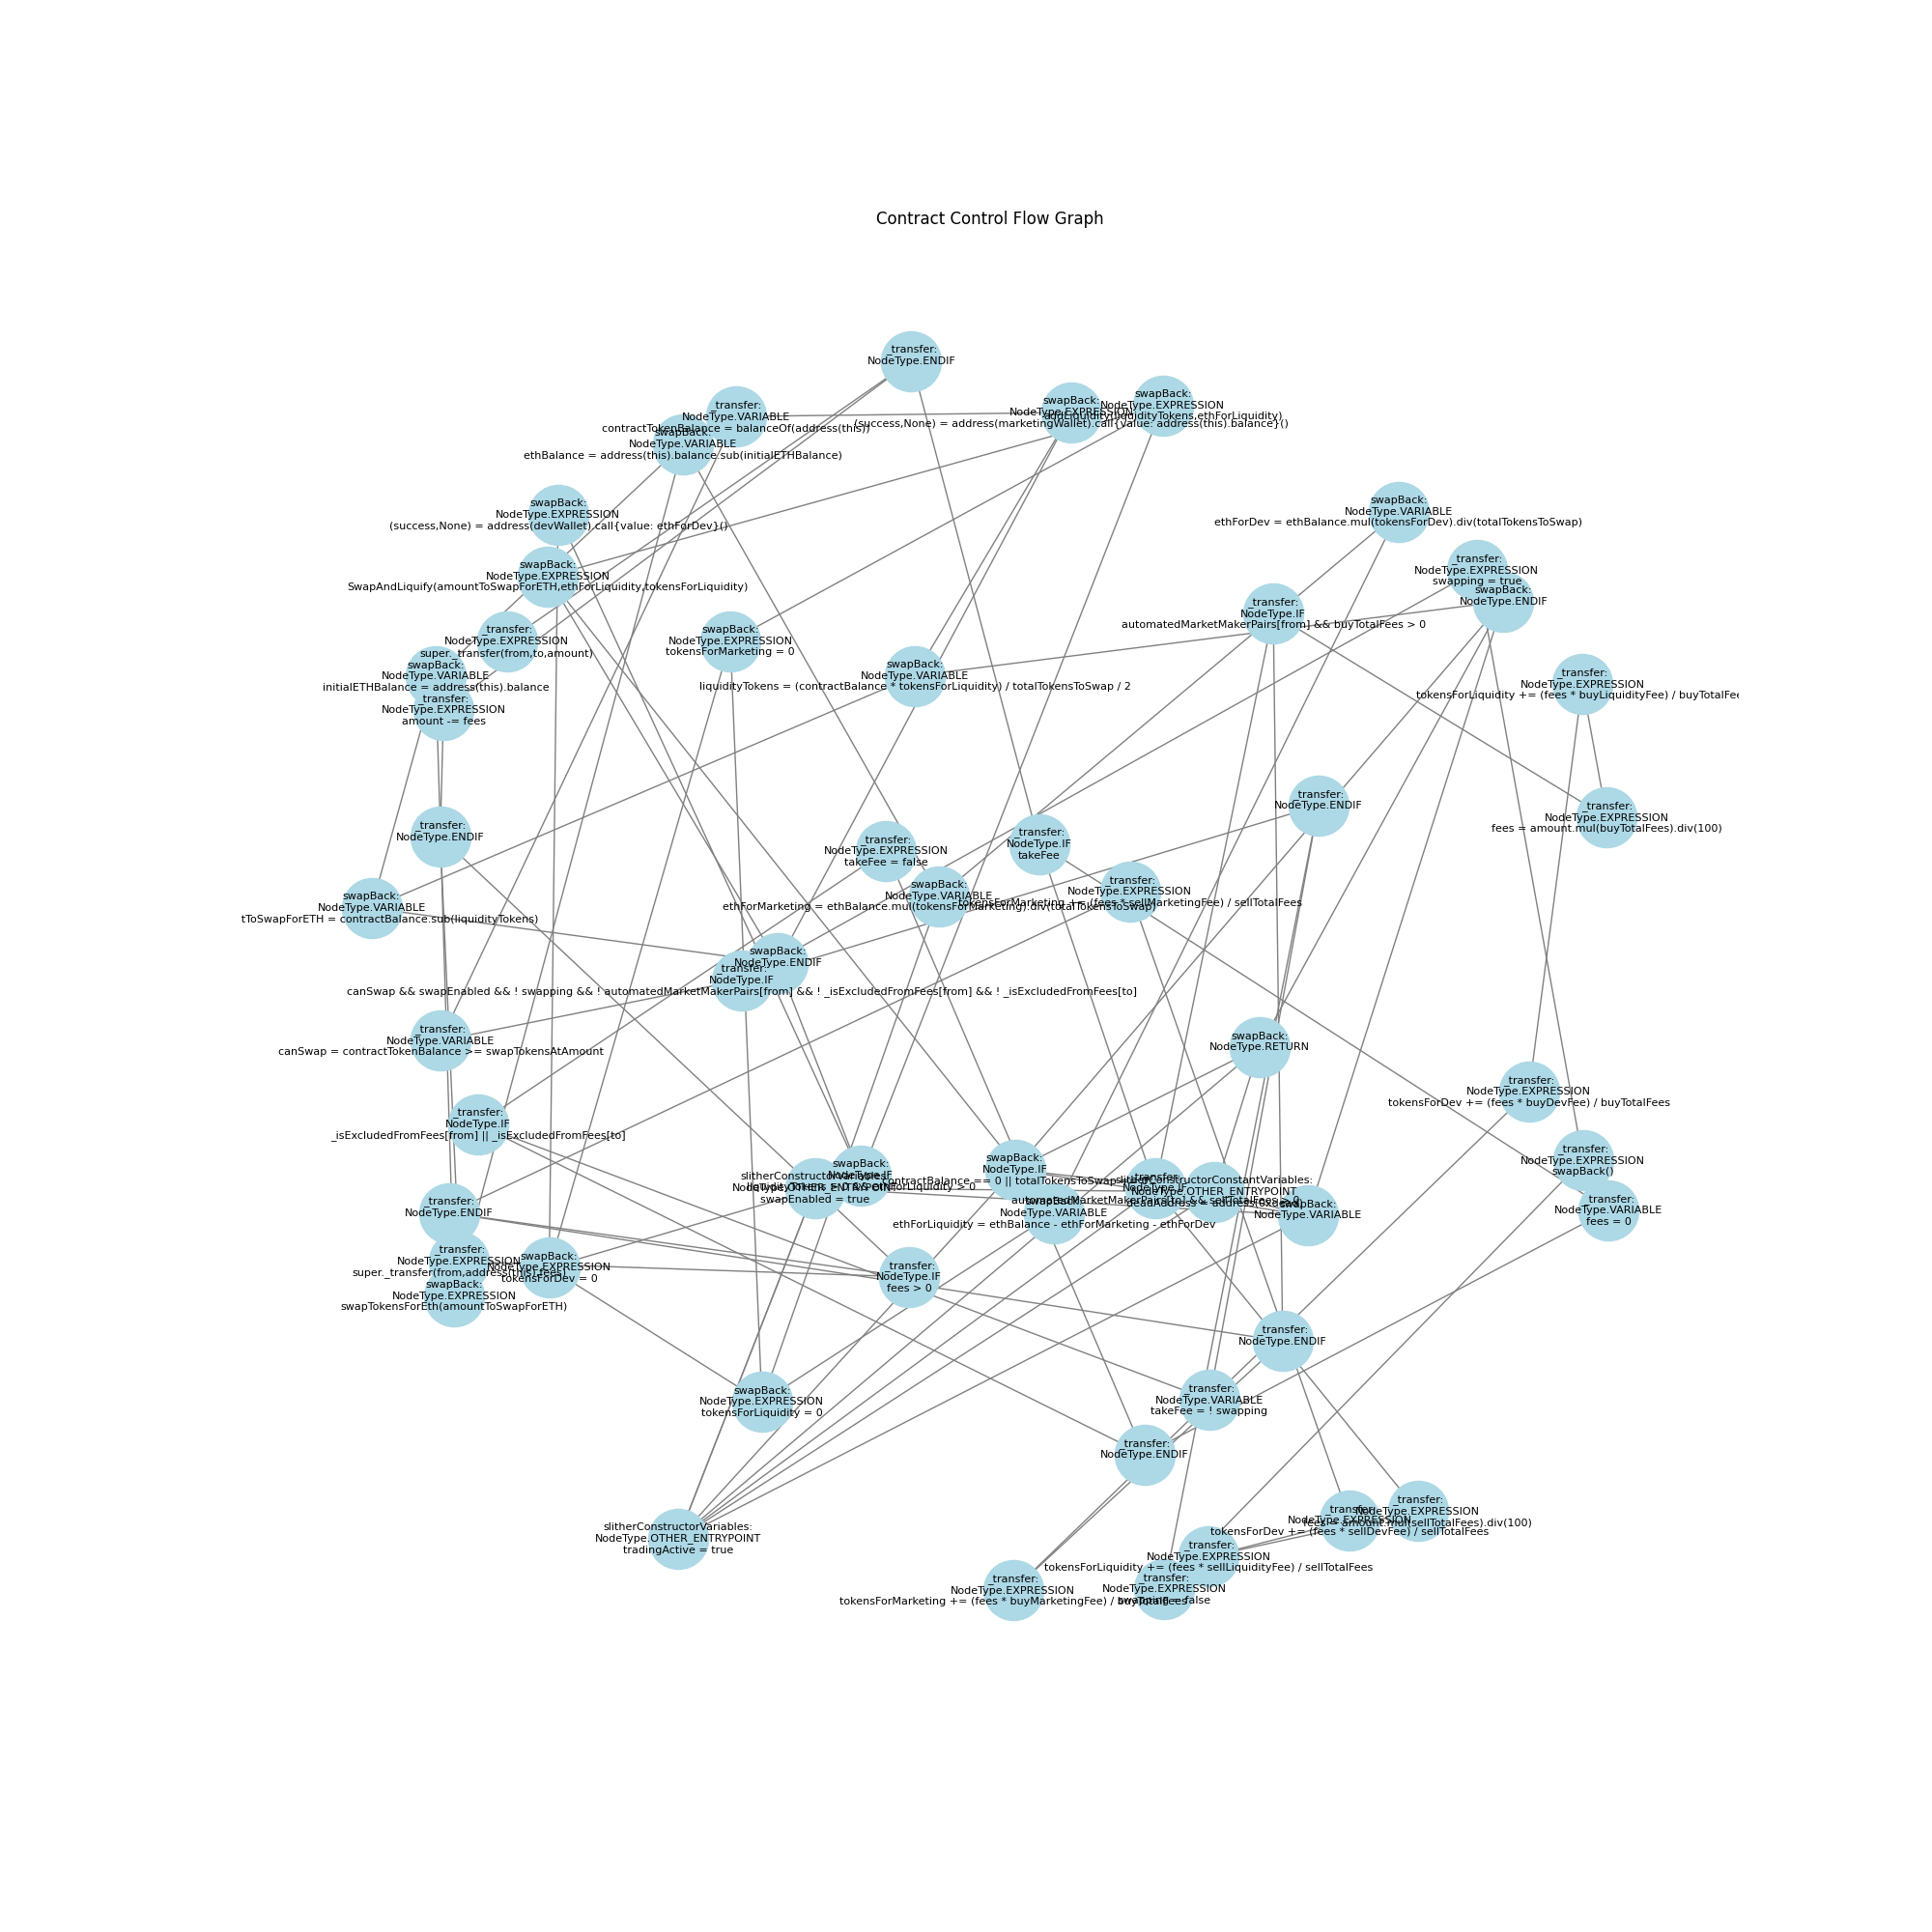 Contract Control Flow Graph
_transfer:
NodeType.ENDIF
_transfer:
NodeType.VARIABLE
contractTokenBalance = balanceOf(address(this))
swapBack:
NodeType.VARIABLE
ethBalance = address(this).balance.sub(initialETHBalance)
swapBack:
NodeType.EXPRESSION
(success,None) = address(marketingWallet).call{value: address(this).balance}()
swapBack:
NodeType.EXPRESSION
addLiquidity(liquidityTokens,ethForLiquidity)
swapBack:
NodeType.EXPRESSION
(success,None) = address(devWallet).call{value: ethForDev}()
swapBack:
NodeType.VARIABLE
ethForDev = ethBalance.mul(tokensForDev).div(totalTokensToSwap)
swapBack:
NodeType.EXPRESSION
SwapAndLiquify(amountToSwapForETH,ethForLiquidity,tokensForLiquidity)
_transfer:
NodeType.EXPRESSION
swapping = true
swapBack:
NodeType.ENDIF
_transfer:
NodeType.IF
automatedMarketMakerPairs[from] && buyTotalFees > 0
_transfer:
NodeType.EXPRESSION
super._transfer(from,to,amount)
swapBack:
NodeType.EXPRESSION
tokensForMarketing = 0
swapBack:
NodeType.VARIABLE
initialETHBalance = address(this).balance
swapBack:
NodeType.VARIABLE
liquidityTokens = (contractBalance * tokensForLiquidity) / totalTokensToSwap / 2
_transfer:
NodeType.EXPRESSION
tokensForLiquidity += (fees * buyLiquidityFee) / buyTotalFee
_transfer:
NodeType.EXPRESSION
amount -= fees
_transfer:
NodeType.ENDIF
_transfer:
NodeType.EXPRESSION
fees = amount.mul(buyTotalFees).div(100)
_transfer:
NodeType.ENDIF
_transfer:
NodeType.EXPRESSION
takeFee = false
_transfer:
NodeType.IF
takeFee
swapBack:
NodeType.VARIABLE
tToSwapForETH = contractBalance.sub(liquidityTokens)
swapBack:
NodeType.VARIABLE
ethForMarketing = ethBalance.mul(tokensForMarketing).div(totalTokensToSwap)
_transfer:
NodeType.EXPRESSION
tokensForMarketing += (fees * sellMarketingFee) / sellTotalFees
swapBack:
NodeType.ENDIF
_transfer:
NodeType.IF
canSwap && swapEnabled && ! swapping && ! automatedMarketMakerPairs[from] && ! _isExcludedFromFees[from] && ! _isExcludedFromFees[to]
_transfer:
NodeType.VARIABLE
canSwap = contractTokenBalance >= swapTokensAtAmount
swapBack:
NodeType.RETURN
_transfer:
NodeType.EXPRESSION
tokensForDev += (fees * buyDevFee) / buyTotalFees
_transfer:
NodeType.IF
_isExcludedFromFees[from] || _isExcludedFromFees[to]
slitherConstructorVariables:
NodeType.OTHER_ENTRYPOINT
swapEnabled = true
swapBack:
NodeType.IF
liquidityTokens > 0 && ethForLiquidity > 0
swapBack:
NodeType.IF
contractBalance == 0 || totalTokensToSwap
_transfer:
NodeType.IF
automatedMarketMakerPairs[to] && sellTotalFees > 0
slitherConstructorConstantVariables:
NodeType.OTHER_ENTRYPOINT
deadAddress = address(0xdead)
_transfer:
NodeType.EXPRESSION
swapBack()
_transfer:
NodeType.VARIABLE
fees = 0
swapBack:
NodeType.VARIABLE
ethForLiquidity = ethBalance - ethForMarketing - ethForDev
swapBack:
NodeType.VARIABLE
_transfer:
NodeType.ENDIF
_transfer:
NodeType.EXPRESSION
super._transfer(from,address(this),fees)
swapBack:
NodeType.EXPRESSION
tokensForDev = 0
swapBack:
NodeType.EXPRESSION
swapTokensForEth(amountToSwapForETH)
_transfer:
NodeType.IF
fees > 0
_transfer:
NodeType.ENDIF
swapBack:
NodeType.EXPRESSION
tokensForLiquidity = 0
_transfer:
NodeType.VARIABLE
takeFee = ! swapping
_transfer:
NodeType.ENDIF
slitherConstructorVariables:
NodeType.OTHER_ENTRYPOINT
tradingActive = true
_transfer:
NodeType.EXPRESSION
tokensForDev += (fees * sellDevFee) / sellTotalFees
_transfer:
NodeType.EXPRESSION
fees = amount.mul(sellTotalFees).div(100)
_transfer:
NodeType.EXPRESSION
tokensForLiquidity += (fees * sellLiquidityFee) / sellTotalFees
_transfer:
NodeType.EXPRESSION
tokensForMarketing += (fees * buyMarketingFee) / buyTotalFees
_transfer:
NodeType.EXPRESSION
swapping = false